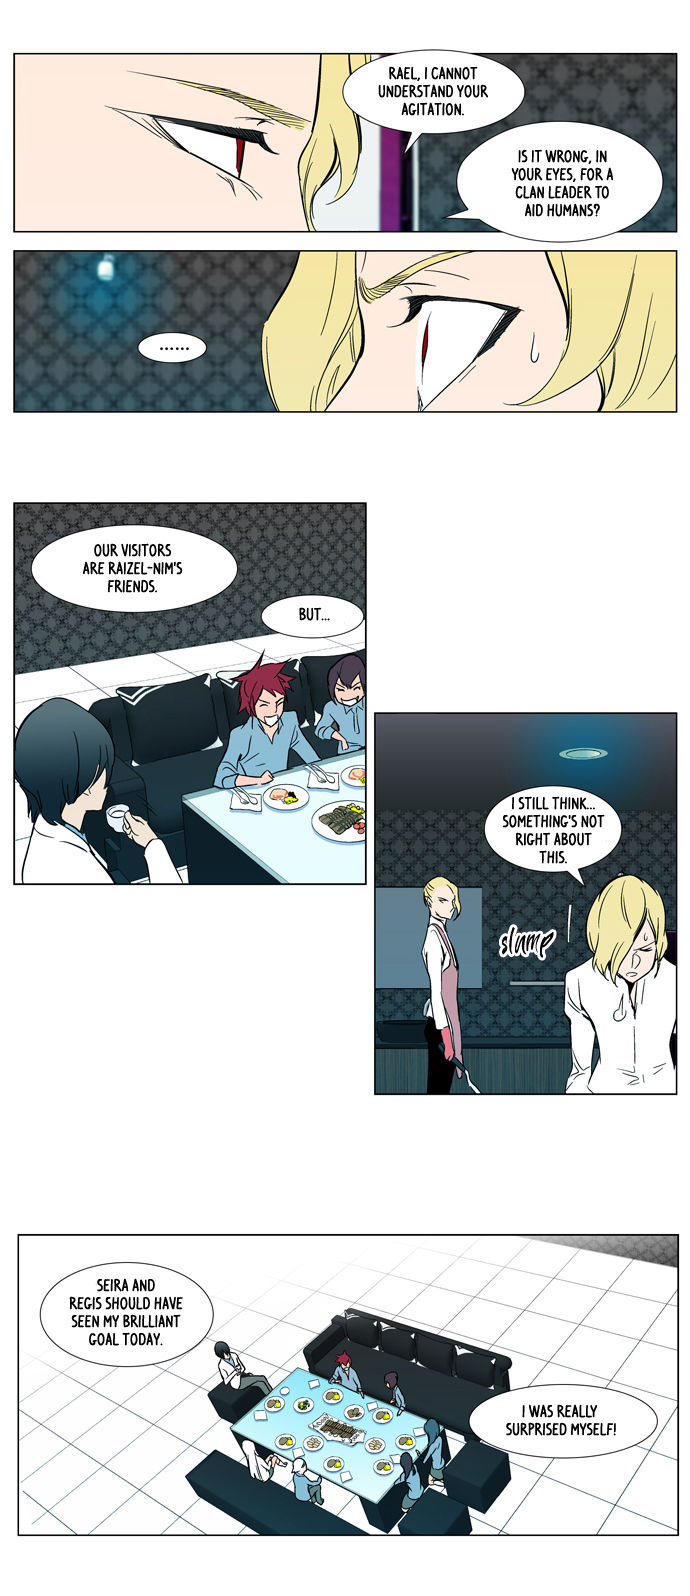 RAEL, I CANNOT
UNDERSTAND YOUR
AGITATION.
IS IT WRONG, IN
YOUR EYES, FOR A
CLAN LEADER TO
AID HUMANS?
......
OUR VISITORS
ARE RAIZEL-NIM'S
FRIENDS.
BUT...
I STILL THINK...
SOMETHING'S NOT
RIGHT ABOUT
THIS.
slump
SEIRA AND
REGIS SHOULD HAVE
SEEN MY BRILLIANT
GOAL TODAY.
I WAS REALLY
SURPRISED MYSELF!